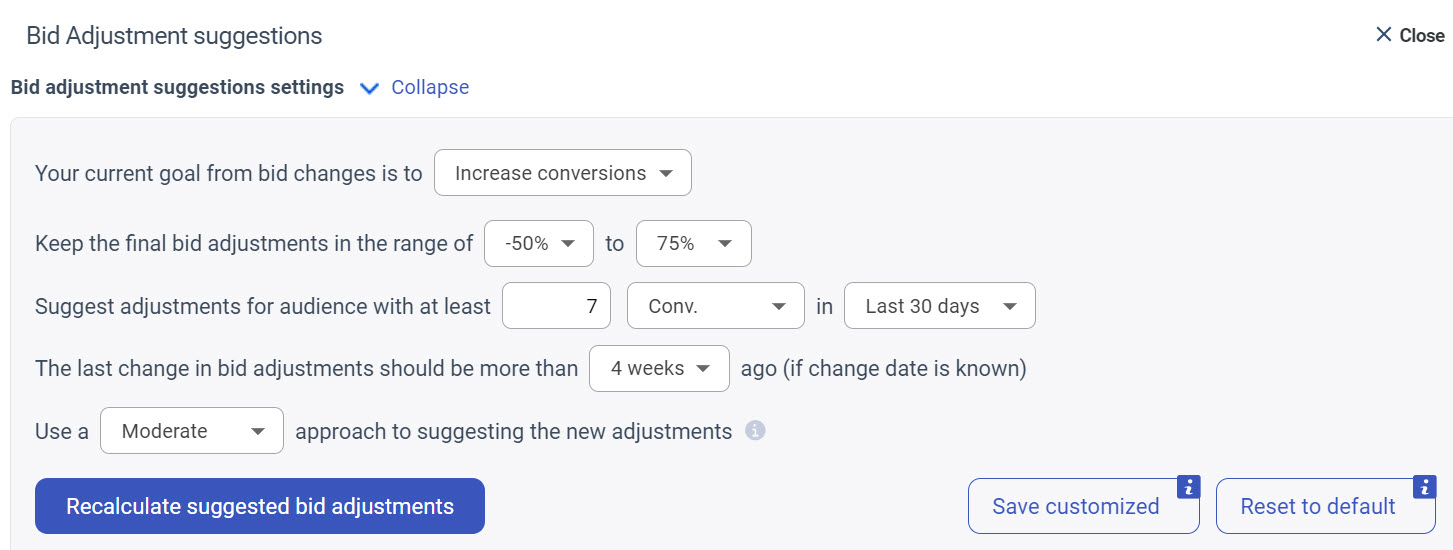 Bid Adjustment suggestions
Close
Bid adjustment suggestions settings Collapse
Your current goal from bid changes is to Increase conversions
Keep the final bid adjustments in the range of -50% to 75%
Suggest adjustments for audience with at least 7 Conv. in Last 30 days
The last change in bid adjustments should be more than 4 weeks ago (if change date is known)
Use a Moderate approach to suggesting the new adjustments i
Recalculate suggested bid adjustments Save customized i Reset to default i